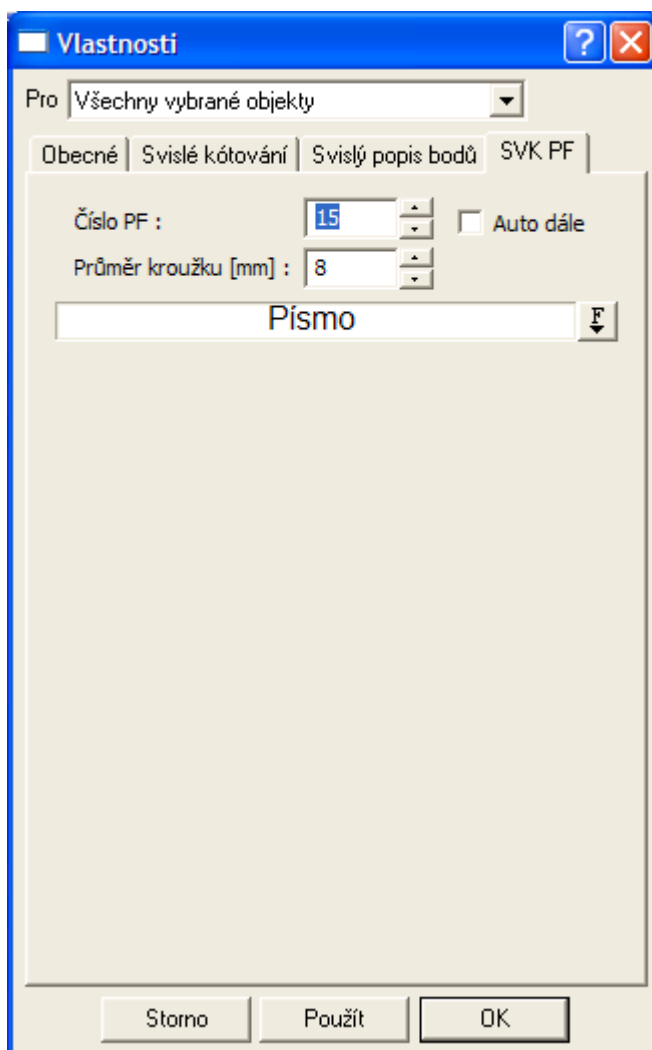 Vlastnosti
Pro Všechny vybrané objekty
Obecné Svislé kótování Svislý popis bodů SVK PF
Číslo PF : 15 Auto dále
Průměr kroužku [mm] : 8
Písmo F
Storno Použít OK